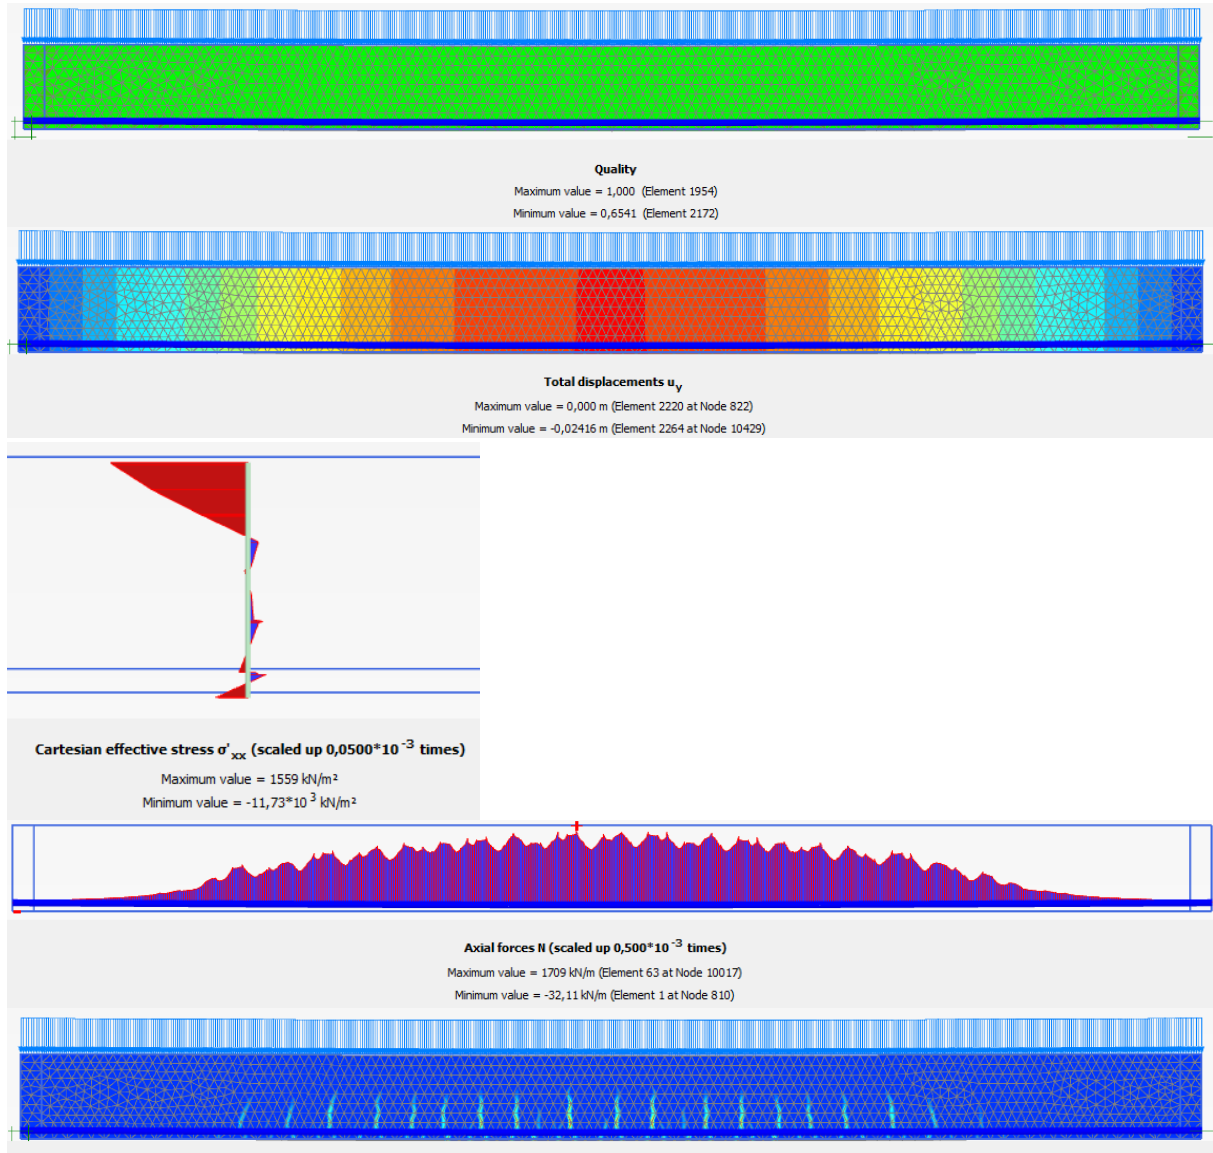 Quality
Maximum value = 1,000 (Element 1954)
Minimum value = 0,6541 (Element 2172)
Total displacements uy
Maximum value = 0,000 m (Element 2220 at Node 822)
Minimum value = -0,02416 m (Element 2264 at Node 10429)
Cartesian effective stress σ'xx (scaled up 0,0500*10⁻³ times)
Maximum value = 1559 kN/m²
Minimum value = -11,73*10³ kN/m²
Axial forces N (scaled up 0,500*10⁻³ times)
Maximum value = 1709 kN/m (Element 63 at Node 10017)
Minimum value = -32,11 kN/m (Element 1 at Node 810)